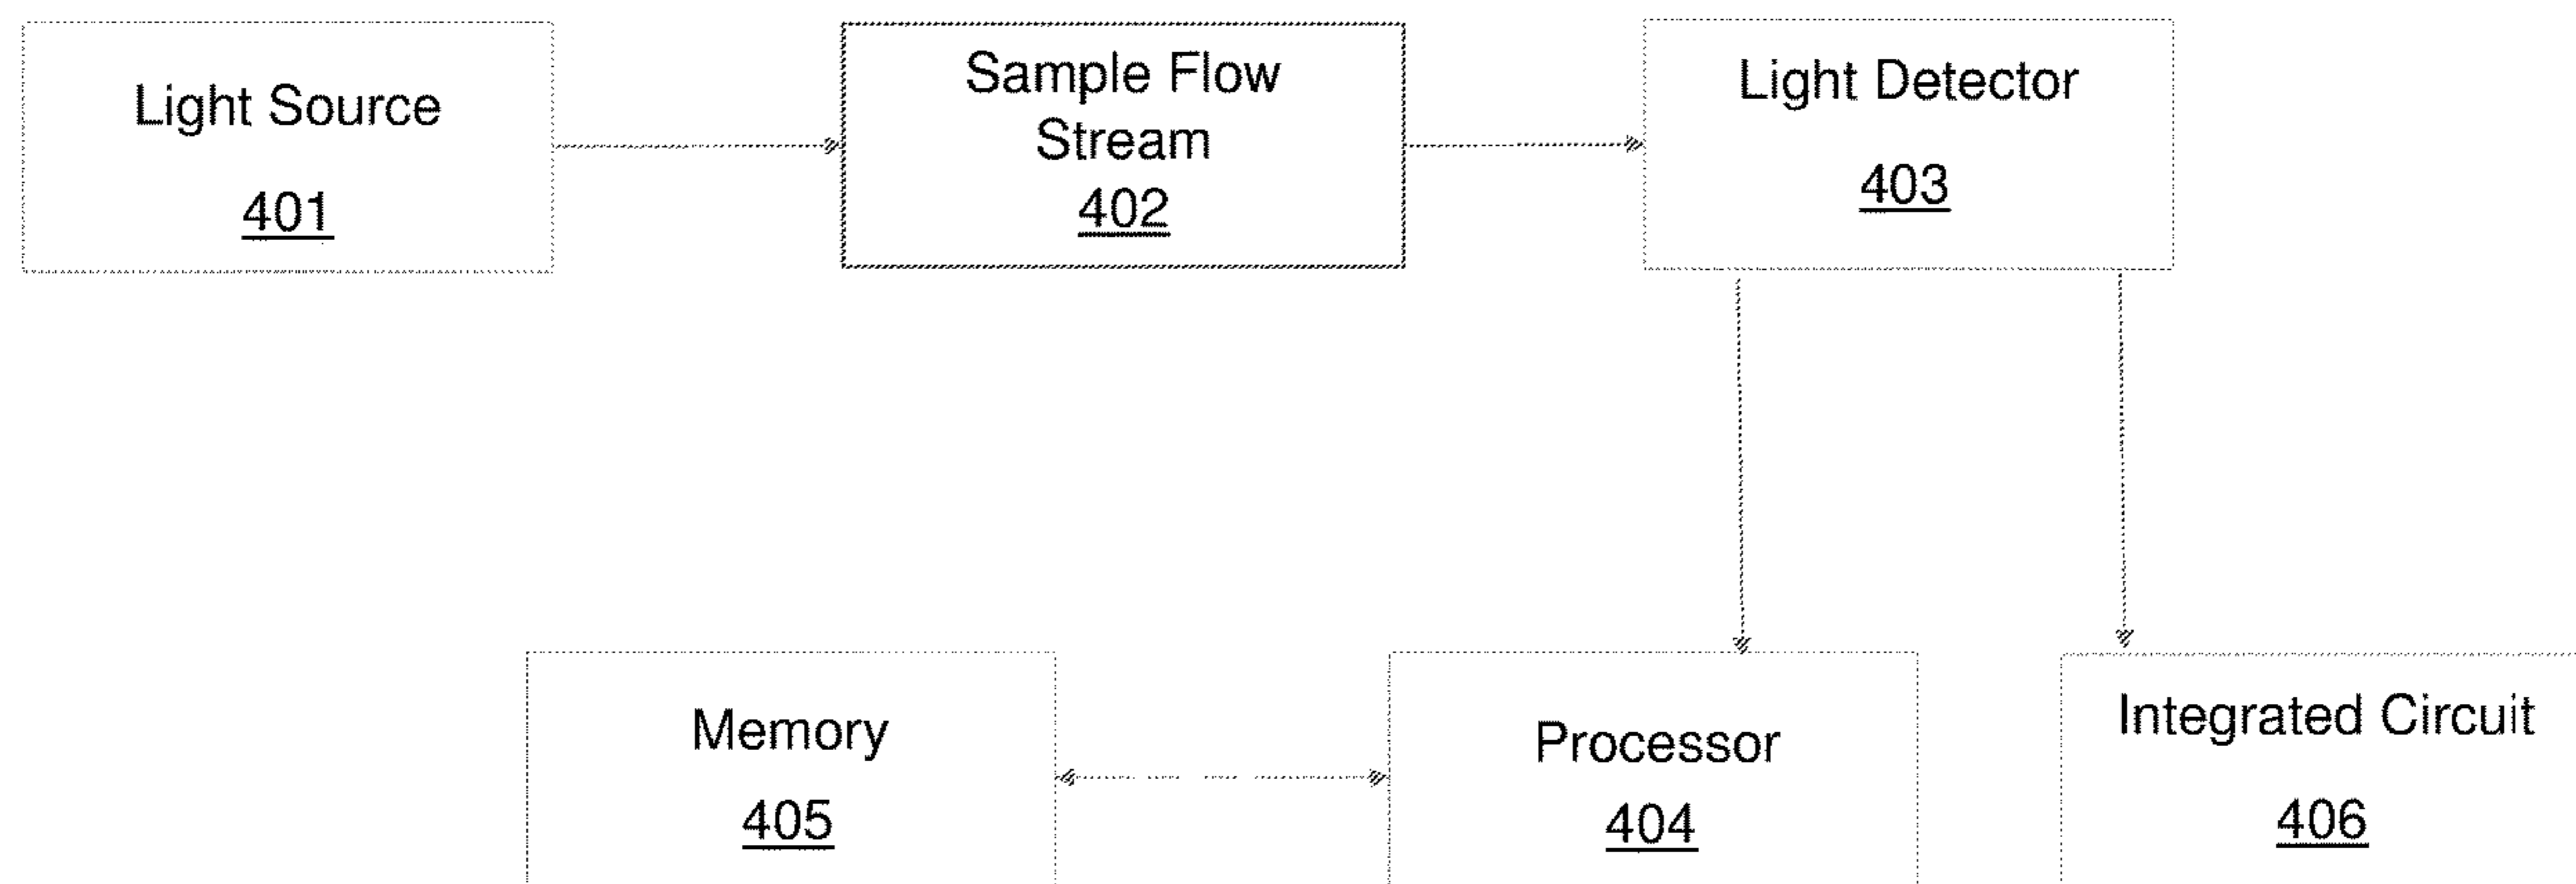 Light Source
401
Sample Flow
Stream
402
Light Detector
403
Memory
405
Processor
404
Integrated Circuit
406